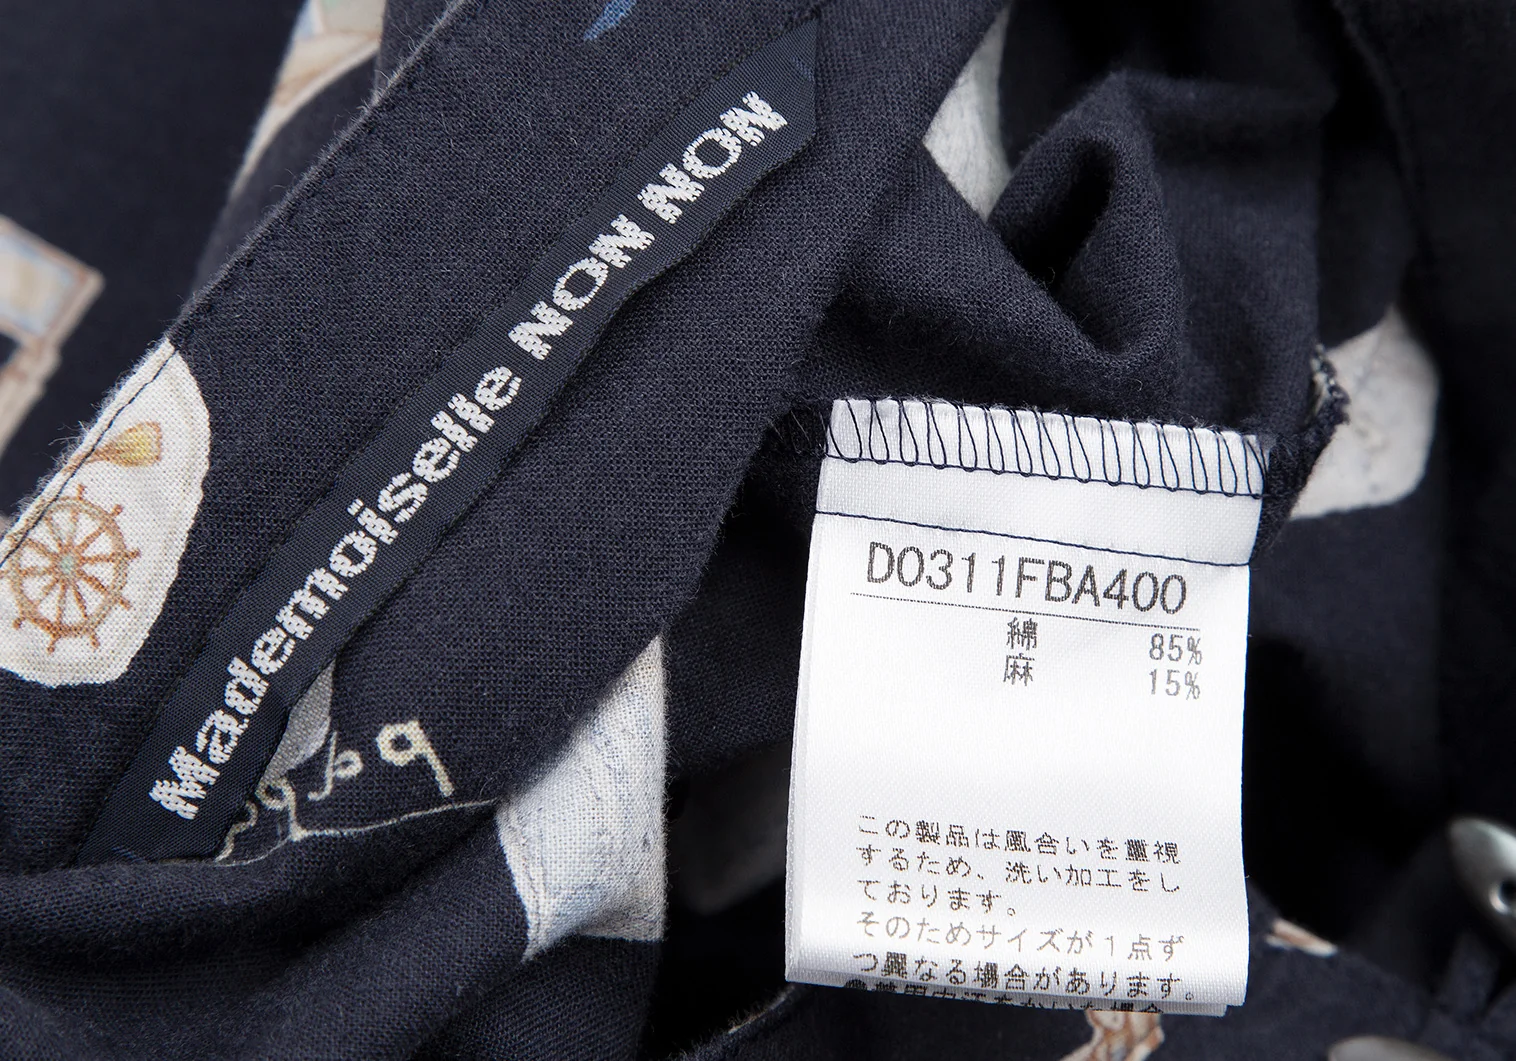 Mademoiselle NON NON
D0311FBA400
綿 85%
麻 15%
この製品は風合いを重視
するため、洗い加工をし
ております。
そのためサイズが1点ず
つ異なる場合があります。